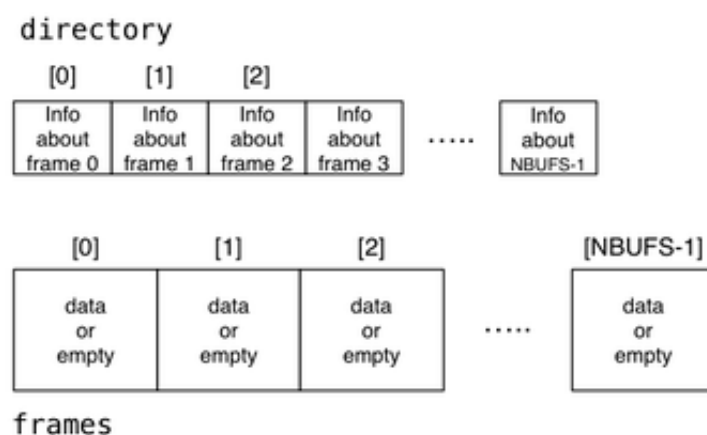 directory
[0] [1] [2]
Info Info Info Info Info
about about about about about
frame 0 frame 1 frame 2 frame 3 ..... NBUFS-1
[0] [1] [2] [NBUFS-1]
data data data data
or or or ..... or
empty empty empty empty
frames